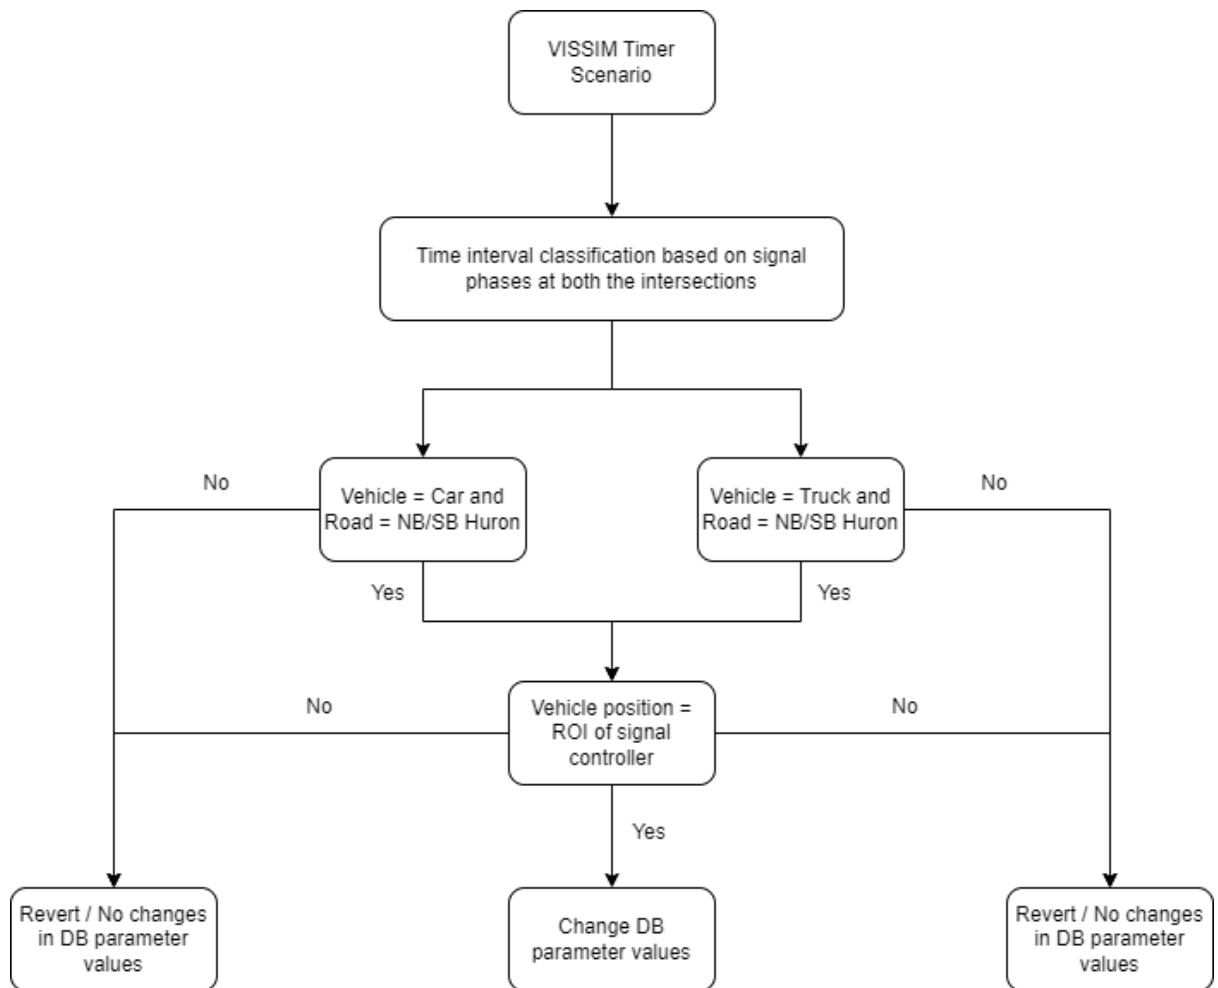 VISSIM Timer
Scenario
Time interval classification based on signal
phases at both the intersections
No
Vehicle = Car and
Road = NB/SB Huron
Vehicle = Truck and
Road = NB/SB Huron
No
Yes
Yes
No
Vehicle position =
ROI of signal
controller
No
Yes
Revert / No changes
in DB parameter
values
Change DB
parameter values
Revert / No changes
in DB parameter
values